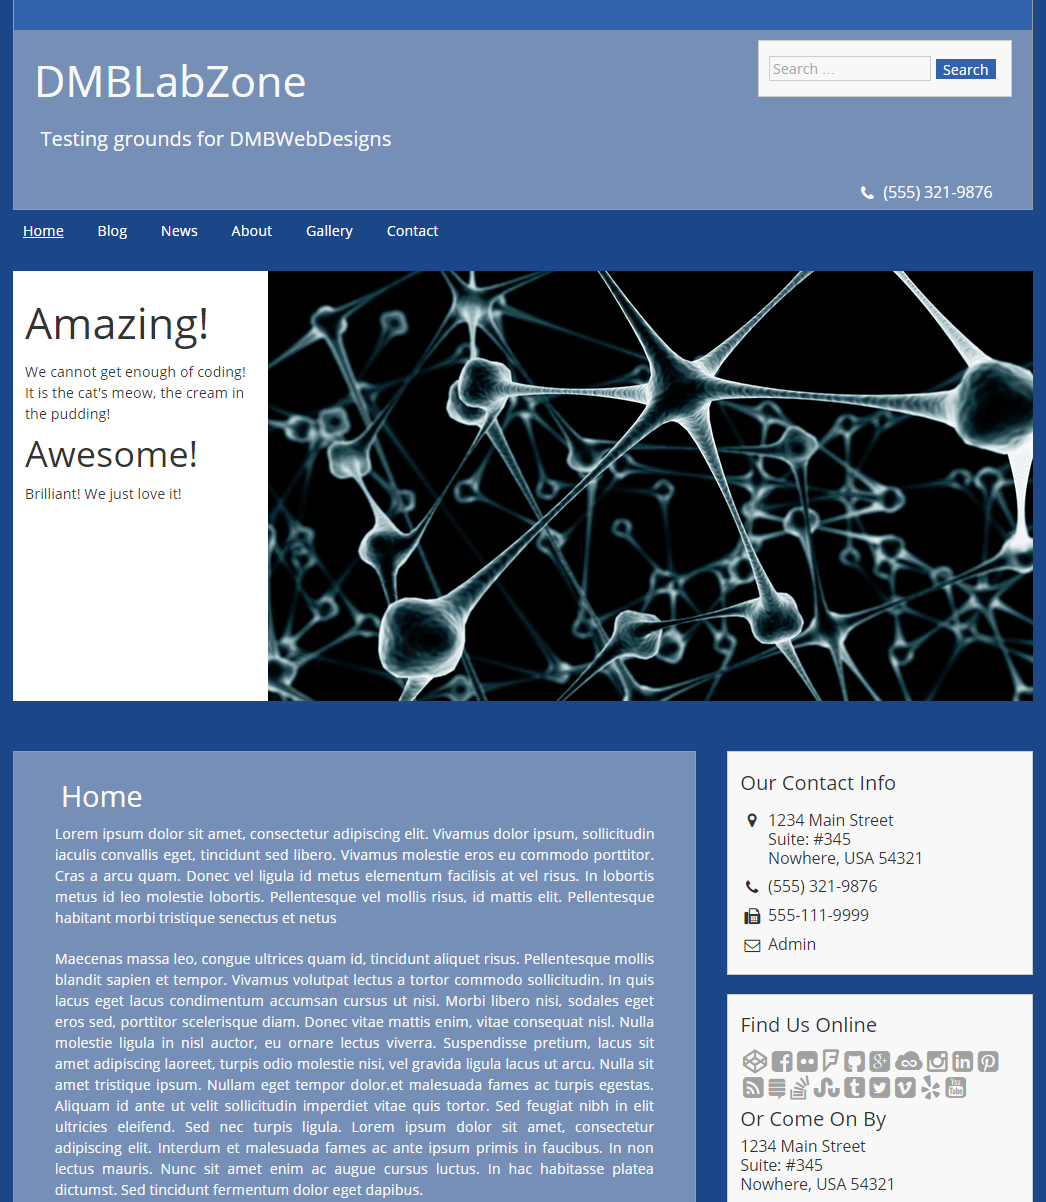 DMBLabZone
Search ...
Search
Testing grounds for DMBWebDesigns
(555) 321-9876
Home Blog News About Gallery Contact
Amazing!
We cannot get enough of coding!
It is the cat's meow, the cream in
the pudding!
Awesome!
Brilliant! We just love it!
Home
Lorem ipsum dolor sit amet, consectetur adipiscing elit. Vivamus dolor ipsum, sollicitudin
iaculis convallis eget, tincidunt sed libero. Vivamus molestie eros eu commodo porttitor.
Cras a arcu quam. Donec vel ligula id metus elementum facilisis at vel risus. In lobortis
metus id leo molestie lobortis. Pellentesque vel mollis risus, id mattis elit. Pellentesque
habitant morbi tristique senectus et netus
Maecenas massa leo, congue ultrices quam id, tincidunt aliquet risus. Pellentesque mollis
blandit sapien et tempor. Vivamus volutpat lectus a tortor commodo sollicitudin. In quis
lacus eget lacus condimentum accumsan cursus ut nisi. Morbi libero nisi, sodales eget
eros sed, porttitor scelerisque diam. Donec vitae mattis enim, vitae consequat nisl. Nulla
molestie ligula in nisl auctor, eu ornare lectus viverra. Suspendisse pretium, lacus sit
amet adipiscing laoreet, turpis odio molestie nisi, vel gravida ligula lacus ut arcu. Nulla sit
amet tristique ipsum. Nullam eget tempor dolor.et malesuada fames ac turpis egestas.
Aliquam id ante ut velit sollicitudin imperdiet vitae quis tortor. Sed feugiat nibh in elit
ultricies eleifend. Sed nec turpis ligula. Lorem ipsum dolor sit amet, consectetur
adipiscing elit. Interdum et malesuada fames ac ante ipsum primis in faucibus. In non
lectus mauris. Nunc sit amet enim ac augue cursus luctus. In hac habitasse platea
dictumst. Sed tincidunt fermentum dolor eget dapibus.
Our Contact Info
1234 Main Street
Suite: #345
Nowhere, USA 54321
(555) 321-9876
555-111-9999
Admin
Find Us Online
You
Tube
Or Come On By
1234 Main Street
Suite: #345
Nowhere, USA 54321